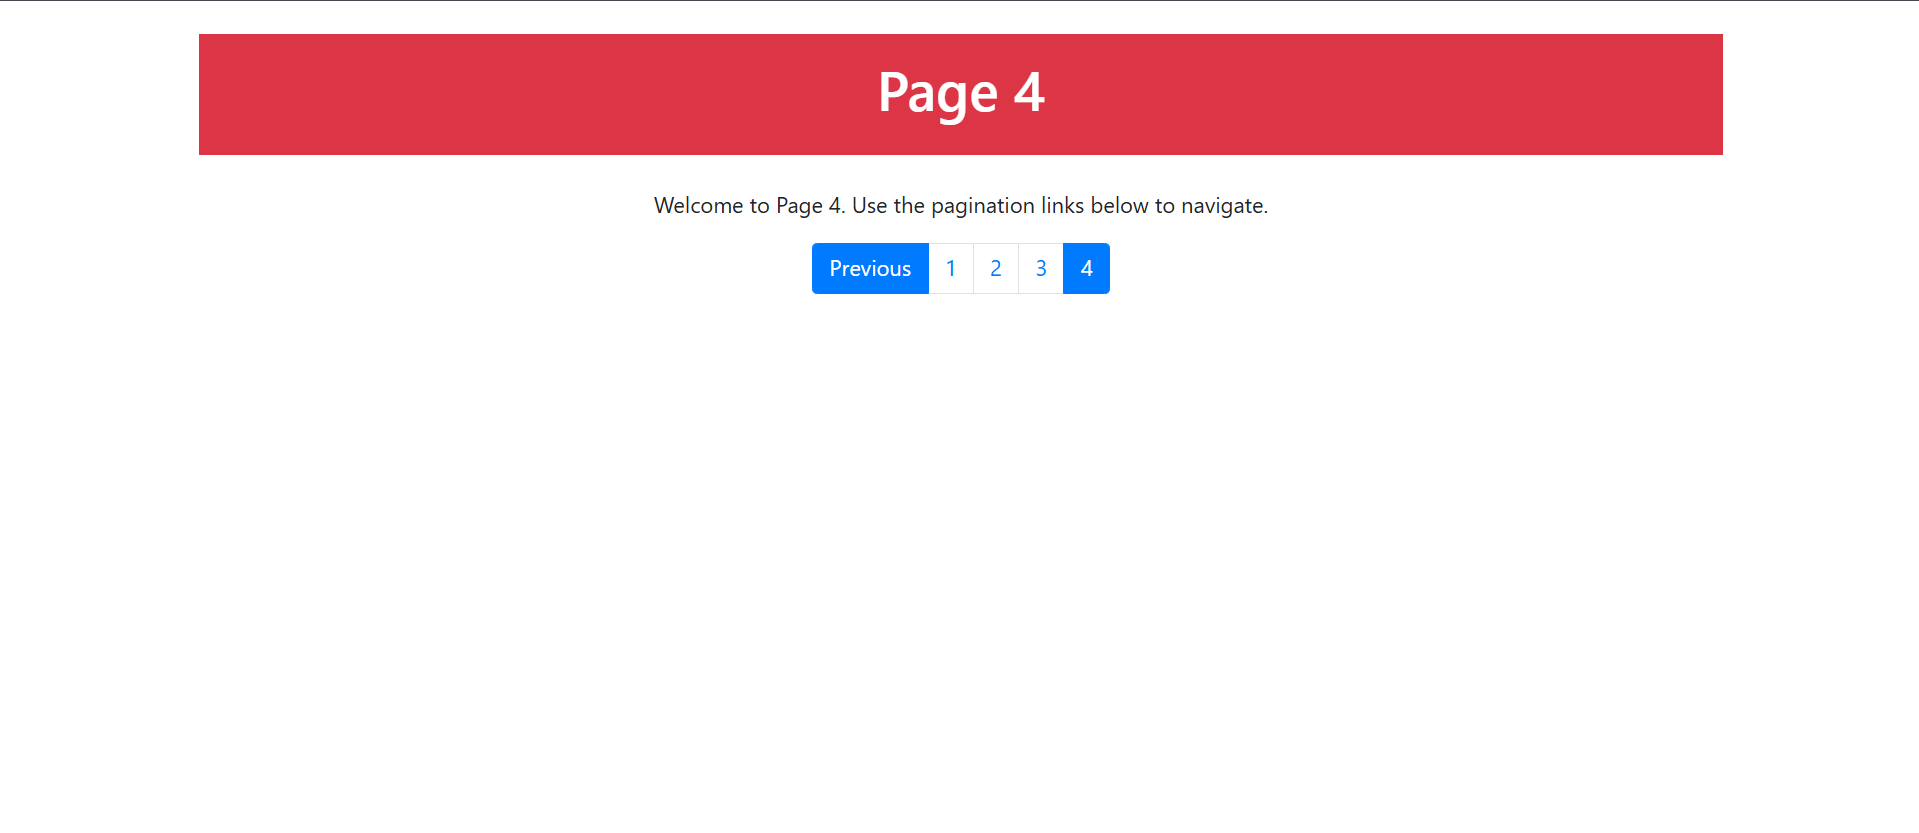 Page 4
Welcome to Page 4. Use the pagination links below to navigate.
Previous 1 2 3 4